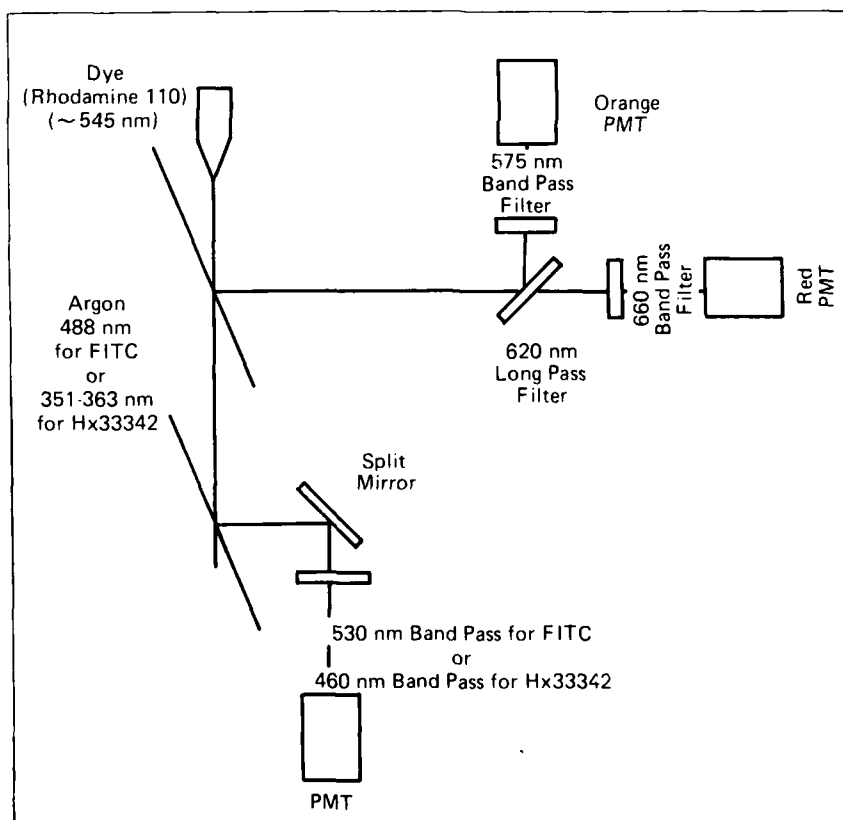 Dye
(Rhodamine 110)
(~545 nm)
Orange
PMT
575 nm
Band Pass
Filter
660 nm
Band Pass
Filter
Red
PMT
620 nm
Long Pass
Filter
Argon
488 nm
for FITC
or
351-363 nm
for Hx33342
Split
Mirror
530 nm Band Pass for FITC
or
460 nm Band Pass for Hx33342
PMT